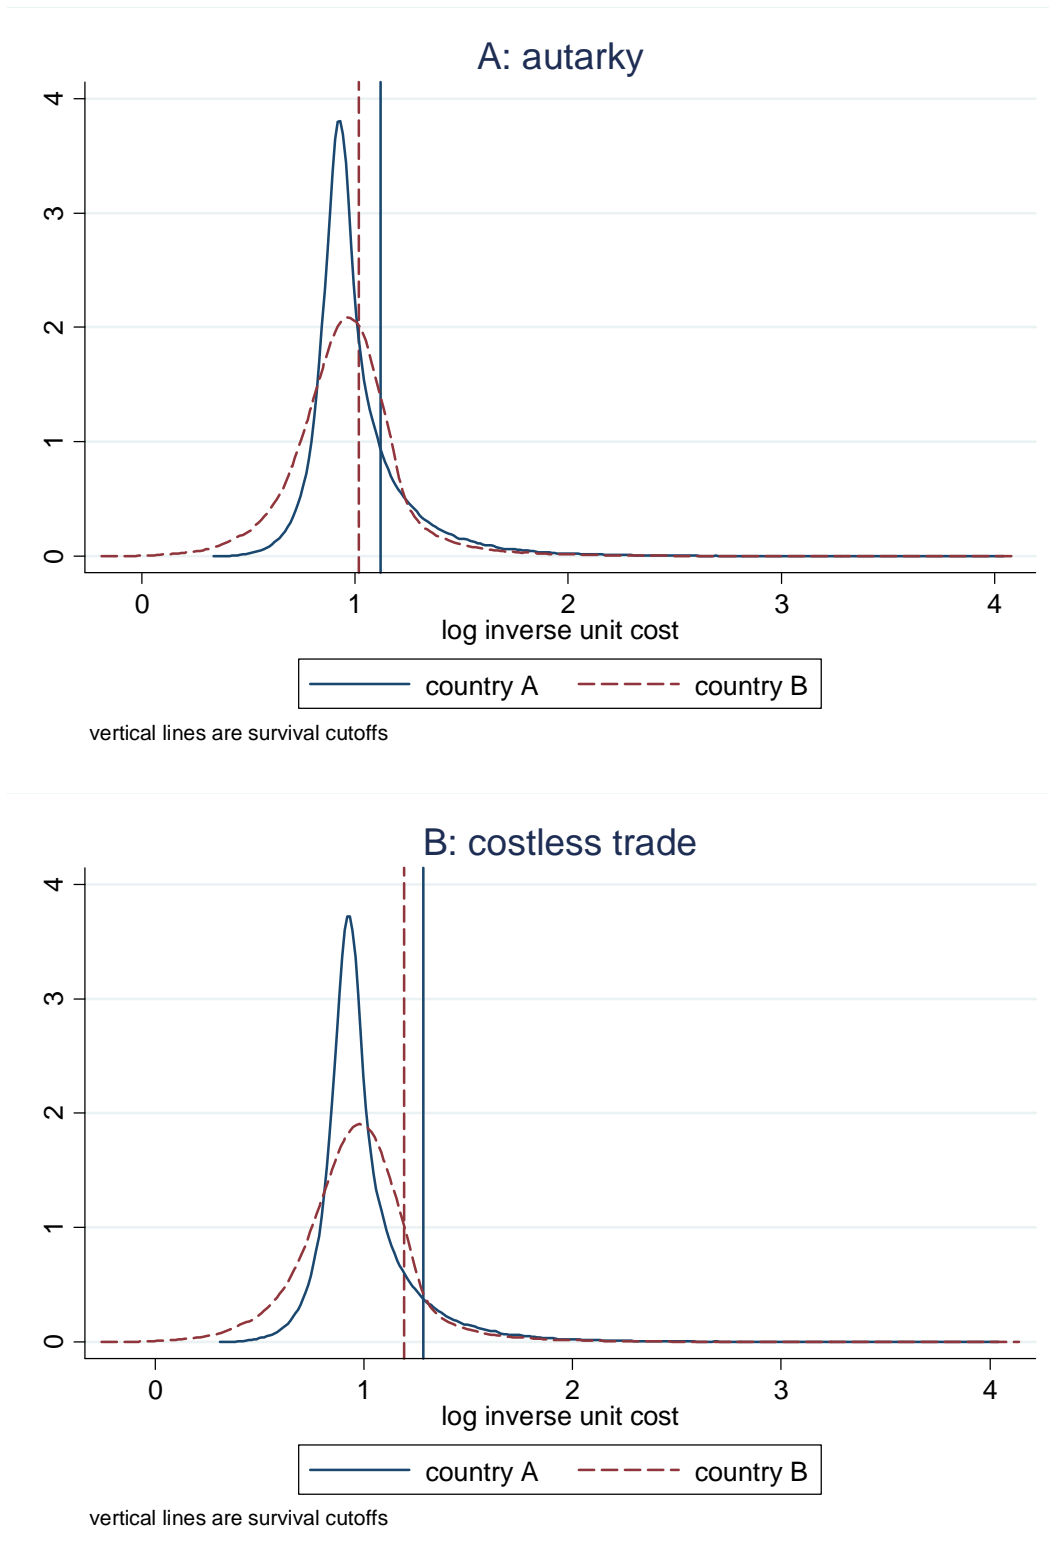 A: autarky
4
3
2
1
0
0 1 2 3 4
log inverse unit cost
country A country B
vertical lines are survival cutoffs
B: costless trade
4
3
2
1
0
0 1 2 3 4
log inverse unit cost
country A country B
vertical lines are survival cutoffs